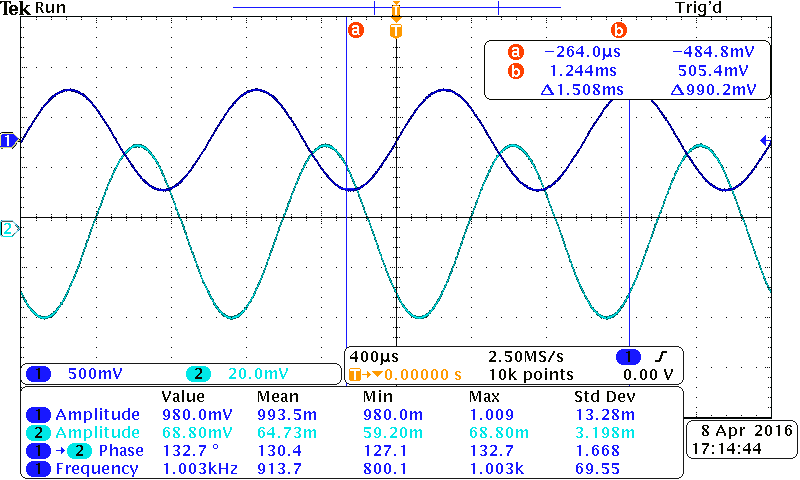 Tek Run Trig'd
T
a T b
a −264.0µs −484.8mV
b 1.244ms 505.4mV
Δ1.508ms Δ990.2mV
1
2
1 500mV 2 20.0mV
400µs 2.50MS/s 1
T→▼0.00000 s 10k points 0.00 V
Value Mean Min Max Std Dev
1 Amplitude 980.0mV 993.5m 980.0m 1.009 13.28m
2 Amplitude 68.80mV 64.73m 59.20m 68.80m 3.198m
1 → 2 Phase 132.7 ° 130.4 127.1 132.7 1.668
1 Frequency 1.003kHz 913.7 800.1 1.003k 69.55
8 Apr 2016
17:14:44